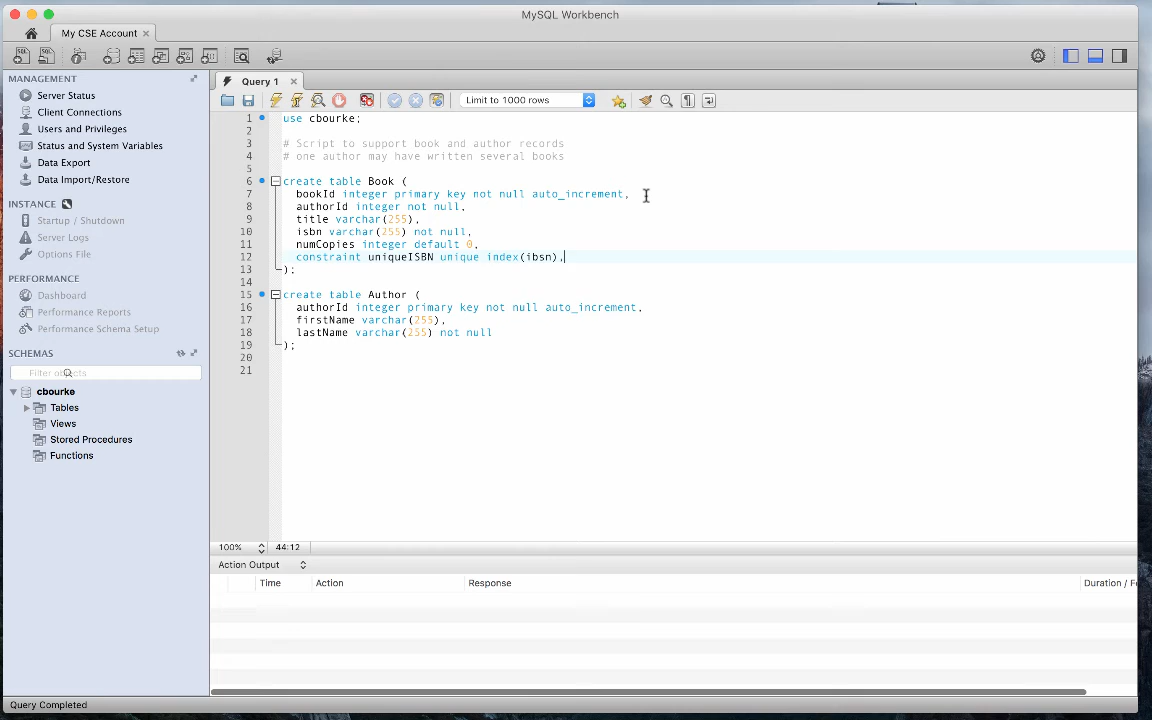 MySQL Workbench
My CSE Account
MANAGEMENT
Server Status
Client Connections
Users and Privileges
Status and System Variables
Data Export
Data Import/Restore
INSTANCE
Startup / Shutdown
Server Logs
Options File
PERFORMANCE
Dashboard
Performance Reports
Performance Schema Setup
SCHEMAS
Filter objects
cbourke
Tables
Views
Stored Procedures
Functions
Query 1
Limit to 1000 rows
1 use cbourke;
2
3 # Script to support book and author records
4 # one author may have written several books
5
6 create table Book (
7 bookId integer primary key not null auto_increment,
8 authorId integer not null,
9 title varchar(255),
10 isbn varchar(255) not null,
11 numCopies integer default 0,
12 constraint uniqueISBN unique index(ibsn),
13 );
14
15 create table Author (
16 authorId integer primary key not null auto_increment,
17 firstName varchar(255),
18 lastName varchar(255) not null
19 );
20
21
100% 44:12
Action Output
Time Action Response Duration / F
Query Completed